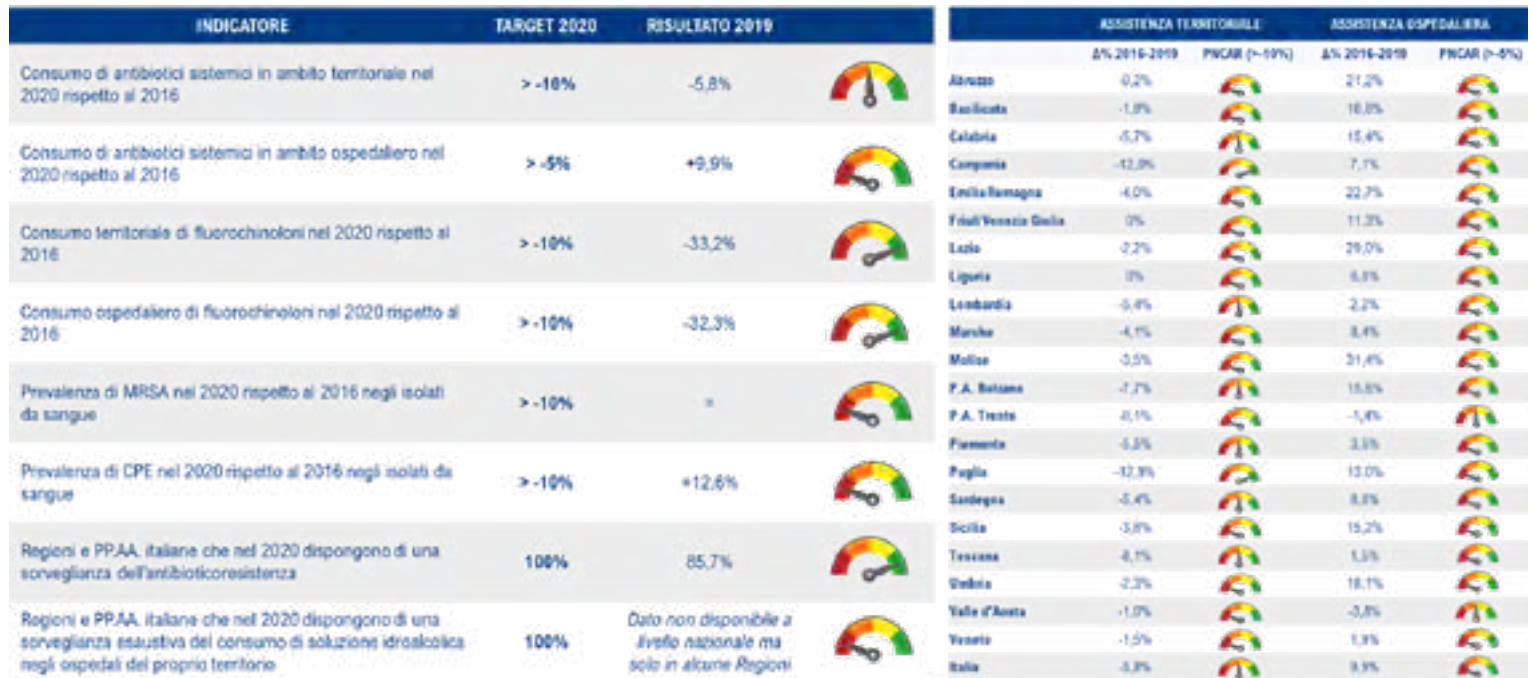 INDICATORE TARGET 2020 RISULTATO 2019
Consumo di antibiotici sistemici in ambito territoriale nel
2020 rispetto al 2016
> -10% -5,8%
Consumo di antibiotici sistemici in ambito ospedaliero nel
2020 rispetto al 2016
> -5% +9,9%
Consumo territoriale di fluorochinoloni nel 2020 rispetto al
2016
> -10% -33,2%
Consumo ospedaliero di fluorochinoloni nel 2020 rispetto al
2016
> -10% -32,3%
Prevalenza di MRSA nel 2020 rispetto al 2016 negli isolati
da sangue
> -10% =
Prevalenza di CPE nel 2020 rispetto al 2016 negli isolati da
sangue
> -10% +12,6%
Regioni e PP.AA. italiane che nel 2020 dispongono di una
sorveglianza dell'antibioticoresistenza
100% 85,7%
Regioni e PP.AA. italiane che nel 2020 dispongono di una
sorveglianza esaustiva del consumo di soluzione idroalcolica
negli ospedali del proprio territorio
100%
Dato non disponibile a
livello nazionale ma
solo in alcune Regioni
ASSISTENZA TERRITORIALE ASSISTENZA OSPEDALIERA
Δ% 2016-2019 PNCAR (>-10%) Δ% 2016-2019 PNCAR (>-5%)
Abruzzo -0,2% 21,2%
Basilicata
Calabria -5,7% 15,4%
Campania 7,1%
Emilia Romagna -4,0% 22,7%
Friuli Venezia Giulia 0% 11,3%
Lazio -2,2% 29,0%
Liguria 0%
Lombardia -5,4% 2,2%
Marche -4,1% 8,4%
Molise -3,5% 31,4%
P.A. Bolzano -7,7%
P.A. Trento -1,4%
Piemonte -5,5%
Puglia -12,9% 13,0%
Sardegna -5,4%
Sicilia 15,2%
Toscana 1,5%
Umbria -2,3% 18,1%
Valle d'Aosta -1,0% -3,8%
Veneto -1,5% 1,9%
Italia -5,8% 9,9%